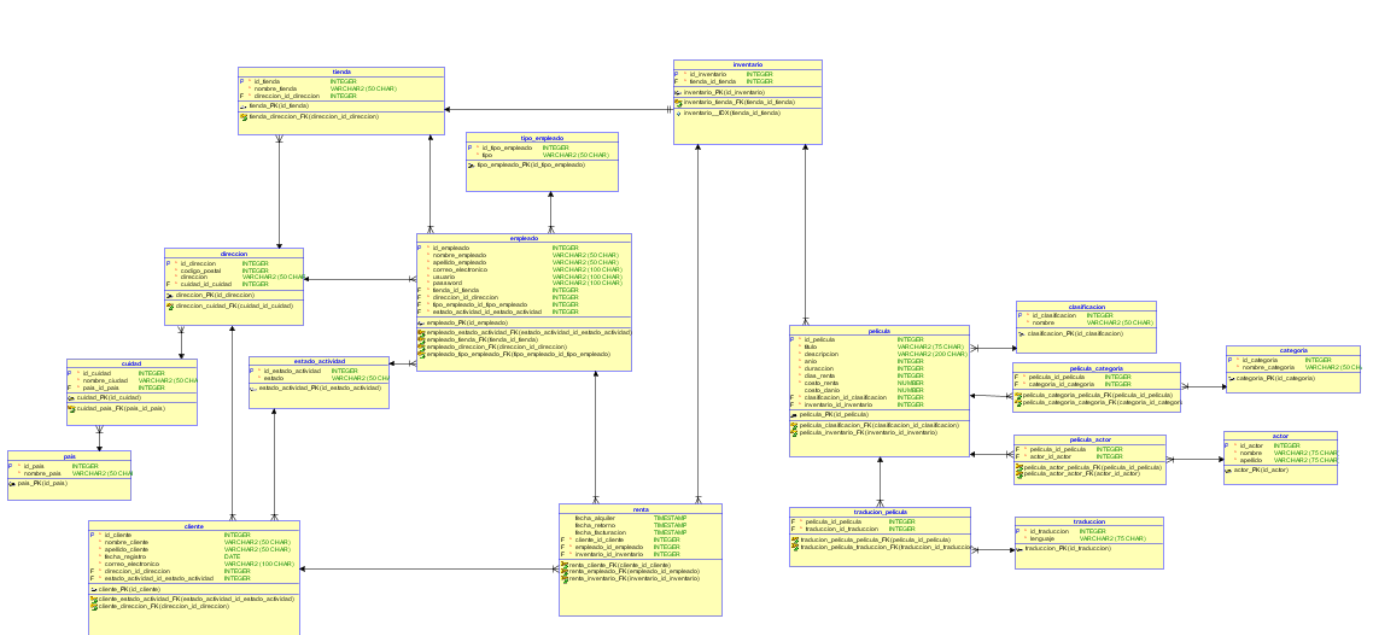 tienda
P * id_tienda INTEGER
* nombre_tienda VARCHAR2 (50 CHAR)
F * direccion_id_direccion INTEGER
tienda_PK(id_tienda)
tienda_direccion_FK(direccion_id_direccion)
inventario
P * id_inventario INTEGER
F * tienda_id_tienda INTEGER
inventario_PK(id_inventario)
inventario_tienda_FK(tienda_id_tienda)
inventario__IDX(tienda_id_tienda)
tipo_empleado
P * id_tipo_empleado INTEGER
* tipo VARCHAR2 (50 CHAR)
tipo_empleado_PK(id_tipo_empleado)
empleado
P * id_empleado INTEGER
* nombre_empleado VARCHAR2 (50 CHAR)
* apellido_empleado VARCHAR2 (50 CHAR)
* correo_electronico VARCHAR2 (100 CHAR)
* usuario VARCHAR2 (100 CHAR)
* password VARCHAR2 (100 CHAR)
F * tienda_id_tienda INTEGER
F * direccion_id_direccion INTEGER
F * tipo_empleado_id_tipo_empleado INTEGER
F * estado_actividad_id_estado_actividad INTEGER
empleado_PK(id_empleado)
empleado_estado_actividad_FK(estado_actividad_id_estado_actividad)
empleado_tienda_FK(tienda_id_tienda)
empleado_direccion_FK(direccion_id_direccion)
empleado_tipo_empleado_FK(tipo_empleado_id_tipo_empleado)
direccion
P * id_direccion INTEGER
* codigo_postal INTEGER
* direccion VARCHAR2 (50 CHAR
F * cuidad_id_cuidad INTEGER
direccion_PK(id_direccion)
direccion_cuidad_FK(cuidad_id_cuidad)
cuidad
P * id_cuidad INTEGER
* nombre_ciudad VARCHAR2 (50 CHA
F * pais_id_pais INTEGER
cuidad_PK(id_cuidad)
cuidad_pais_FK(pais_id_pais)
estado_actividad
P * id_estado_actividad INTEGER
* estado VARCHAR2 (50 CH
estado_actividad_PK(id_estado_actividad)
pais
P * id_pais INTEGER
* nombre_pais VARCHAR2 (50 CHA
pais_PK(id_pais)
cliente
P * id_cliente INTEGER
* nombre_cliente VARCHAR2 (50 CHAR)
* apellido_cliente VARCHAR2 (50 CHAR)
* fecha_registro DATE
* correo_electronico VARCHAR2 (100 CHAR)
F * direccion_id_direccion INTEGER
F * estado_actividad_id_estado_actividad INTEGER
cliente_PK(id_cliente)
cliente_estado_actividad_FK(estado_actividad_id_estado_actividad)
cliente_direccion_FK(direccion_id_direccion)
renta
fecha_alquiler TIMESTAMP
fecha_retorno TIMESTAMP
fecha_facturacion TIMESTAMP
F * cliente_id_cliente INTEGER
F * empleado_id_empleado INTEGER
F * inventario_id_inventario INTEGER
renta_cliente_FK(cliente_id_cliente)
renta_empleado_FK(empleado_id_empleado)
renta_inventario_FK(inventario_id_inventario)
pelicula
P * id_pelicula INTEGER
* titulo VARCHAR2 (75 CHAR)
* descripcion VARCHAR2 (200 CHAR)
* anio INTEGER
* duraccion INTEGER
* dias_renta INTEGER
* costo_renta NUMBER
costo_danio NUMBER
F * clasificacion_id_clasificacion INTEGER
F * inventario_id_inventario INTEGER
pelicula_PK(id_pelicula)
pelicula_clasificacion_FK(clasificacion_id_clasificacion)
pelicula_inventario_FK(inventario_id_inventario)
clasificacion
P * id_clasificacion INTEGER
* nombre VARCHAR2 (50 CHAR)
clasificacion_PK(id_clasificacion)
pelicula_categoria
F * pelicula_id_pelicula INTEGER
F * categoria_id_categoria INTEGER
pelicula_categoria_pelicula_FK(pelicula_id_pelicula)
pelicula_categoria_categoria_FK(categoria_id_categori
categoria
P * id_categoria INTEGER
* nombre_categoria VARCHAR2 (50 CH
categoria_PK(id_categoria)
pelicula_actor
F * pelicula_id_pelicula INTEGER
F * actor_id_actor INTEGER
pelicula_actor_pelicula_FK(pelicula_id_pelicula)
pelicula_actor_actor_FK(actor_id_actor)
actor
P * id_actor INTEGER
* nombre VARCHAR2 (75 CHAR
* apellido VARCHAR2 (75 CHAR
actor_PK(id_actor)
traducion_pelicula
F * pelicula_id_pelicula INTEGER
F * traduccion_id_traduccion INTEGER
traducion_pelicula_pelicula_FK(pelicula_id_pelicula)
traducion_pelicula_traduccion_FK(traduccion_id_traduccio
traduccion
P * id_traduccion INTEGER
* lenguaje VARCHAR2 (75 CHAR)
traduccion_PK(id_traduccion)